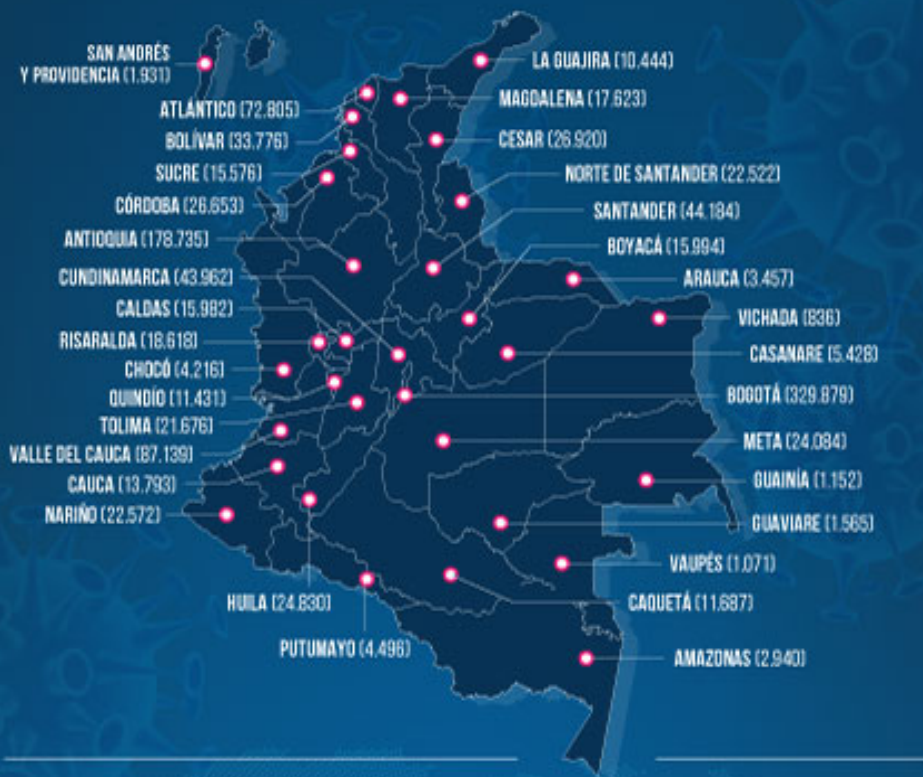 SAN ANDRÉS
Y PROVIDENCIA (1.931)
ATLÁNTICO (72.805)
BOLÍVAR (33.776)
SUCRE (15.576)
CÓRDOBA (26.653)
ANTIOQUIA (178.735)
CUNDINAMARCA (43.962)
CALDAS (15.982)
RISARALDA (18.618)
CHOCÓ (4.216)
QUINDÍO (11.431)
TOLIMA (21.676)
VALLE DEL CAUCA (87.139)
CAUCA (13.793)
NARIÑO (22.572)
HUILA (24.830)
PUTUMAYO (4.496)
LA GUAJIRA (10.444)
MAGDALENA (17.623)
CESAR (26.920)
NORTE DE SANTANDER (22.522)
SANTANDER (44.184)
BOYACÁ (15.994)
ARAUCA (3.457)
VICHADA (836)
CASANARE (5.428)
BOGOTÁ (329.879)
META (24.084)
GUAINÍA (1.152)
GUAVIARE (1.565)
VAUPÉS (1.071)
CAQUETÁ (11.687)
AMAZONAS (2.940)